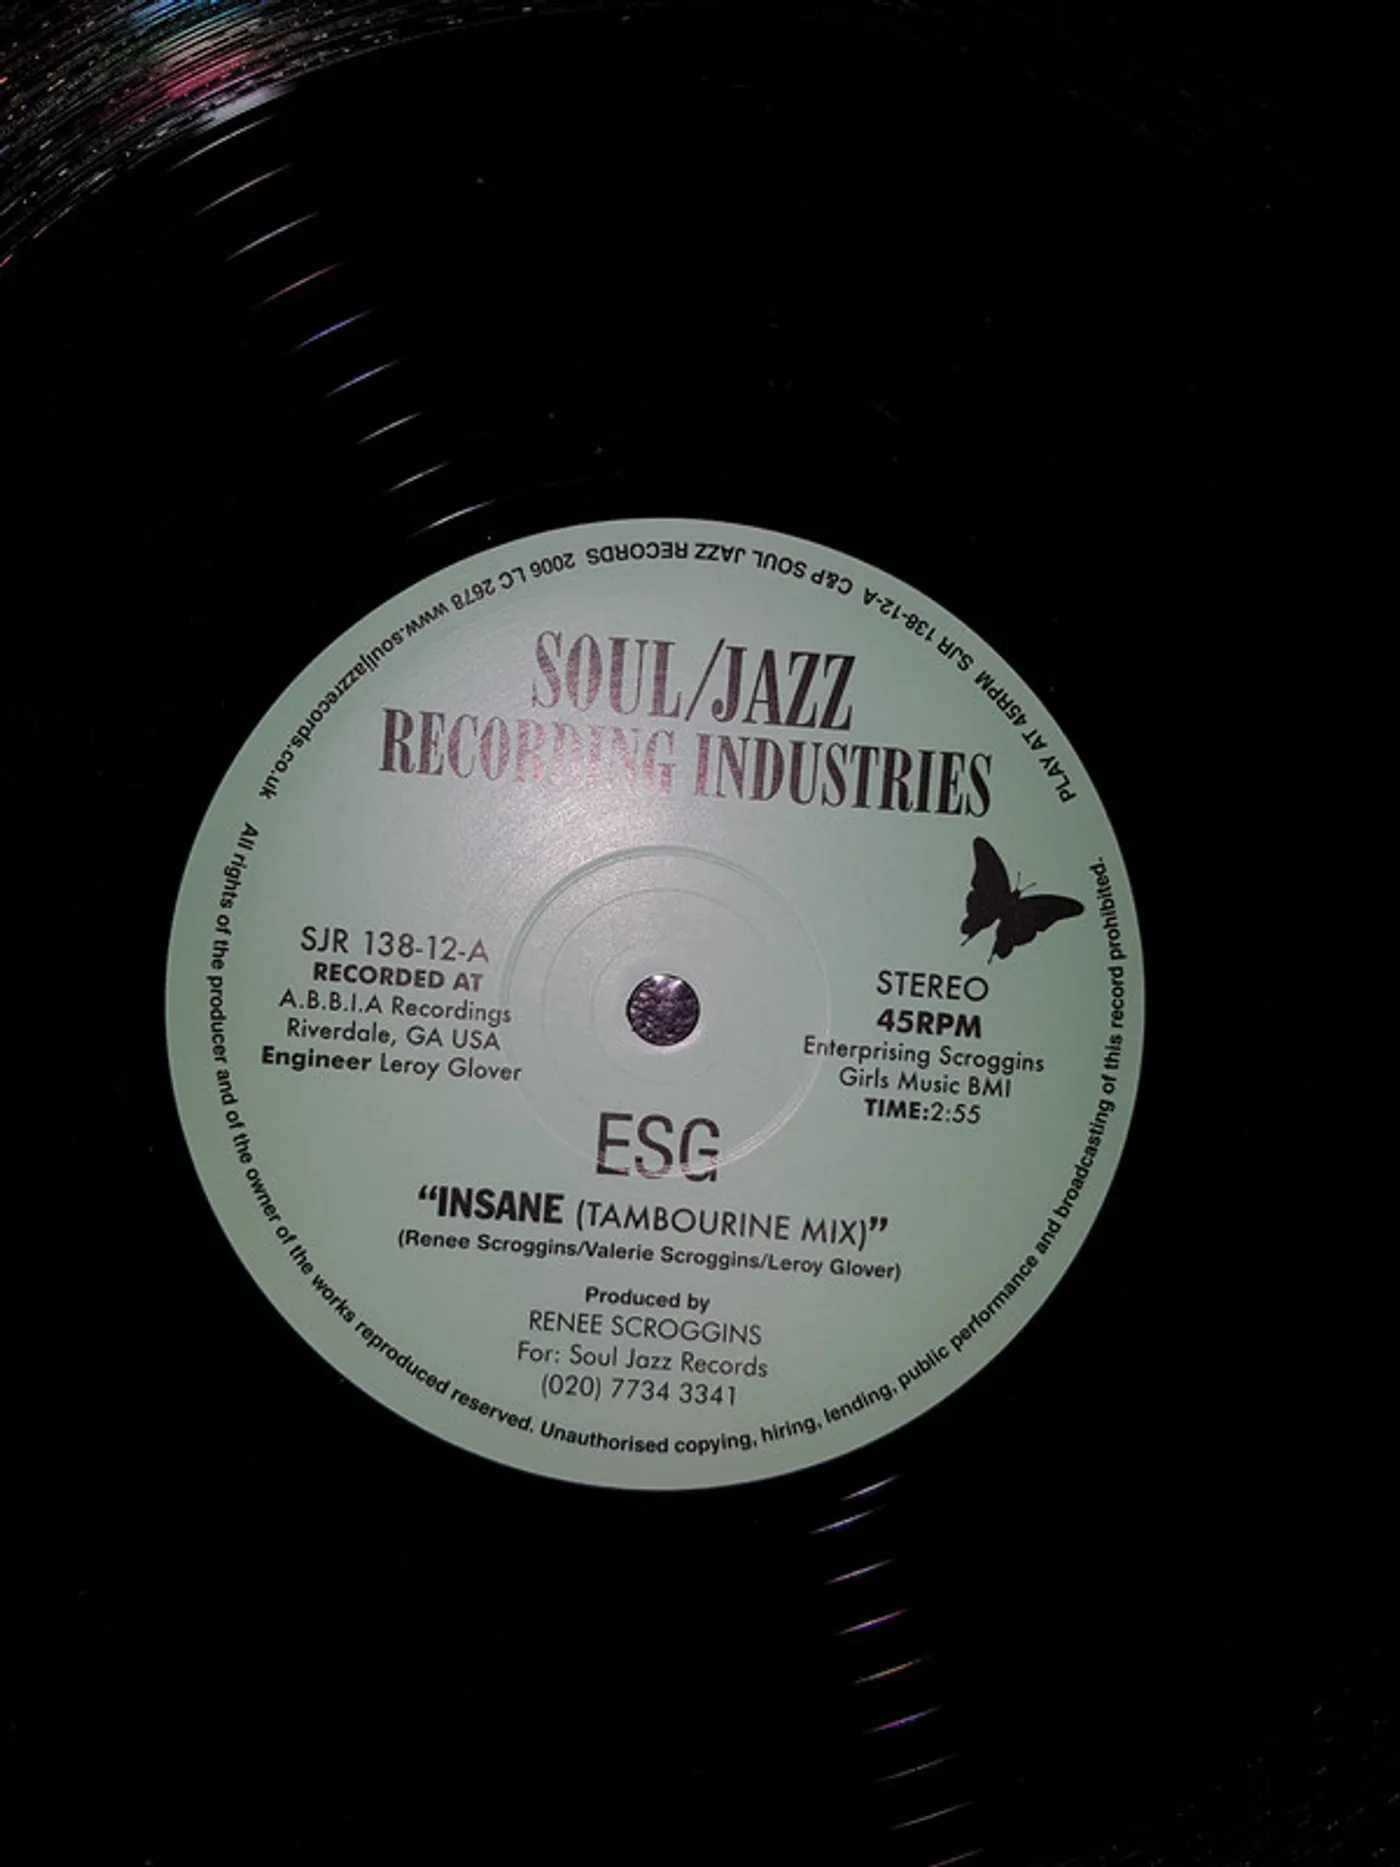 SOUL/JAZZ
RECORDING INDUSTRIES
SJR 138-12-A
RECORDED AT
A.B.B.I.A Recordings
Riverdale, GA USA
Engineer Leroy Glover
STEREO
45RPM
Enterprising Scroggins
Girls Music BMI
TIME:2:55
ESG
“INSANE (TAMBOURINE MIX)”
(Renee Scroggins/Valerie Scroggins/Leroy Glover)
Produced by
RENEE SCROGGINS
For: Soul Jazz Records
(020) 7734 3341
All rights of the producer and of the owner of the works reproduced reserved. Unauthorised copying, hiring, lending, public performance and broadcasting of this record prohibited.
PLAY AT 45RPM SJR 138-12-A C&P SOUL JAZZ RECORDS 2006 LC 2678 www.souljazzrecords.co.uk